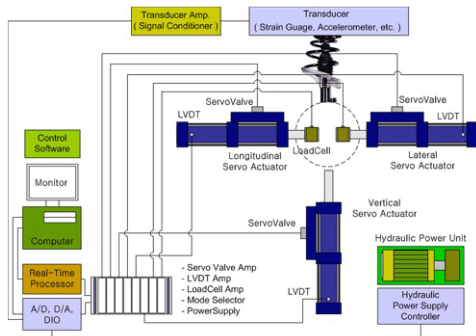 Transducer Amp.
( Signal Conditioner )
Transducer
( Strain Guage, Accelerometer, etc. )
ServoValve
ServoValve
LVDT
LVDT
LoadCell
Longitudinal
Servo Actuator
Lateral
Servo Actuator
Control
Software
Monitor
Computer
Real-Time
Processor
A/D, D/A,
DIO
Vertical
Servo Actuator
ServoValve
LVDT
- Servo Valve Amp
- LVDT Amp
- LoadCell Amp
- Mode Selector
- PowerSupply
Hydraulic Power Unit
Hydraulic
Power Supply
Controller